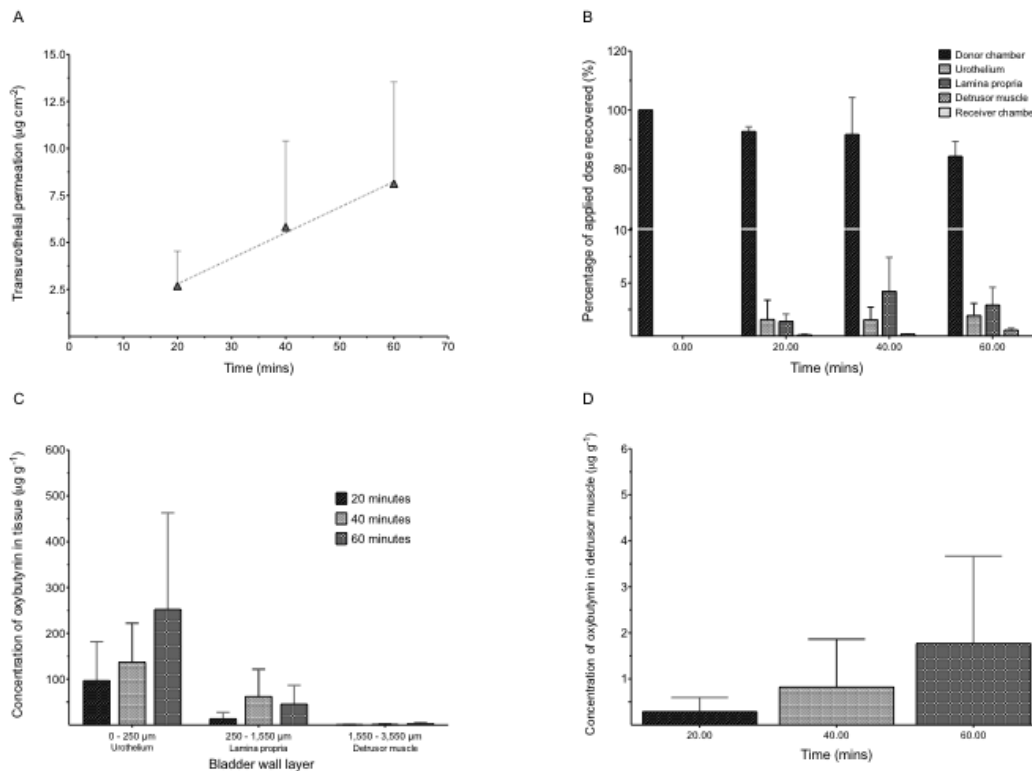 A
15.0
12.5
10.0
7.5
5.0
2.5
Transurothelial permeation (µg cm⁻²)
0 10 20 30 40 50 60 70
Time (mins)
B
120
100
80
10
5
Percentage of applied dose recovered (%)
Donor chamber
Urothelium
Lamina propria
Detrusor muscle
Receiver chambe
0.00 20.00 40.00 60.00
Time (mins)
C
600
500
400
300
200
100
Concentration of oxybutynin in tissue (µg g⁻¹)
20 minutes
40 minutes
60 minutes
0 - 250 µm 250 - 1,550 µm 1,550 - 3,550 µm
Urothelium Lamina propria Detrusor muscle
Bladder wall layer
D
6
5
4
3
2
1
Concentration of oxybutynin in detrusor muscle (µg g⁻¹)
20.00 40.00 60.00
Time (mins)